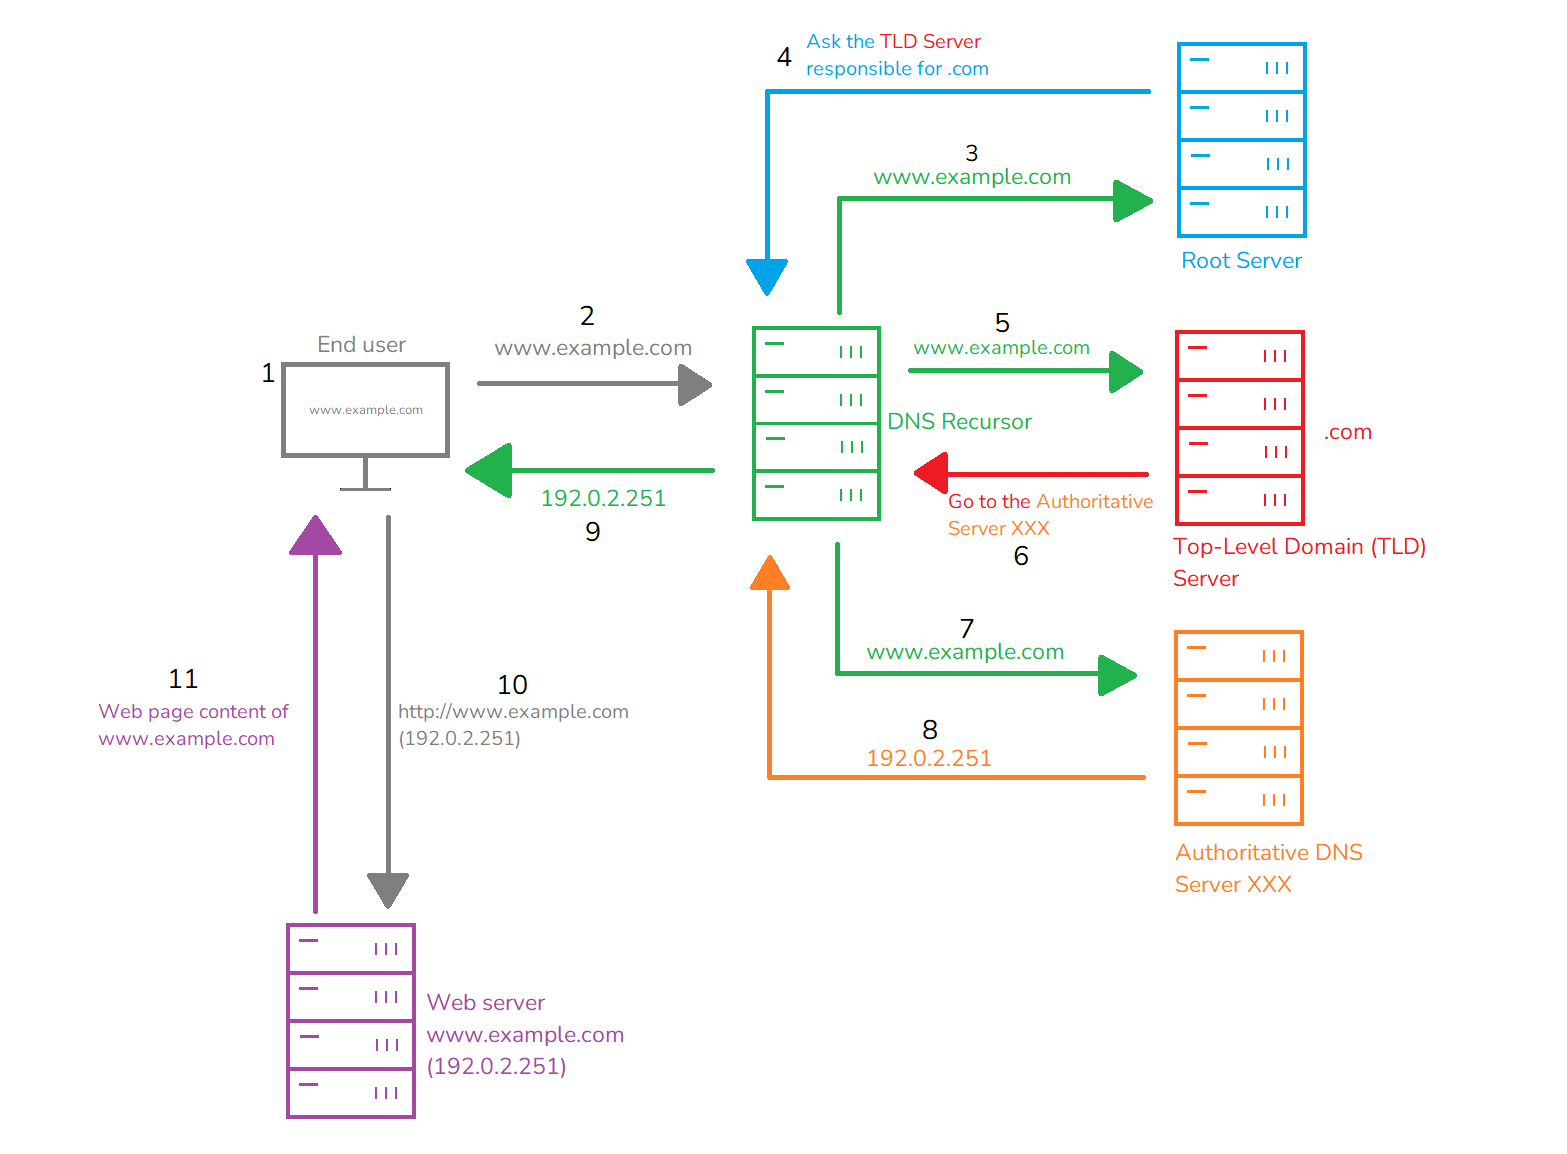 4
Ask the TLD Server
responsible for .com
3
www.example.com
Root Server
2
www.example.com
End user
1
www.example.com
5
www.example.com
DNS Recursor
.com
192.0.2.251
9
Go to the Authoritative
Server XXX
6
Top-Level Domain (TLD)
Server
7
www.example.com
8
192.0.2.251
Authoritative DNS
Server XXX
11
Web page content of
www.example.com
10
http://www.example.com
(192.0.2.251)
Web server
www.example.com
(192.0.2.251)